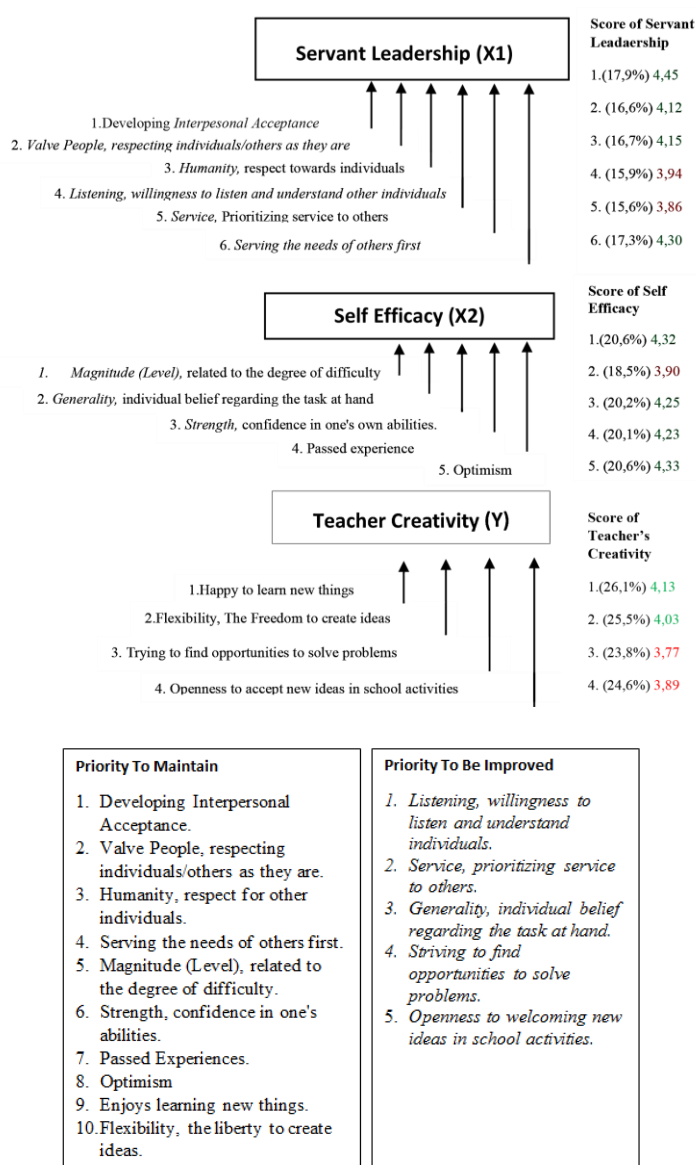 Servant Leadership (X1)
1.Developing Interpesonal Acceptance
2. Valve People, respecting individuals/others as they are
3. Humanity, respect towards individuals
4. Listening, willingness to listen and understand other individuals
5. Service, Prioritizing service to others
6. Serving the needs of others first
Score of Servant
Leadaership
1.(17,9%) 4,45
2. (16,6%) 4,12
3. (16,7%) 4,15
4. (15,9%) 3,94
5. (15,6%) 3,86
6. (17,3%) 4,30
Self Efficacy (X2)
1. Magnitude (Level), related to the degree of difficulty
2. Generality, individual belief regarding the task at hand
3. Strength, confidence in one's own abilities.
4. Passed experience
5. Optimism
Score of Self
Efficacy
1.(20,6%) 4,32
2. (18,5%) 3,90
3. (20,2%) 4,25
4. (20,1%) 4,23
5. (20,6%) 4,33
Teacher Creativity (Y)
1.Happy to learn new things
2.Flexibility, The Freedom to create ideas
3. Trying to find opportunities to solve problems
4. Openness to accept new ideas in school activities
Score of
Teacher's
Creativity
1.(26,1%) 4,13
2. (25,5%) 4,03
3. (23,8%) 3,77
4. (24,6%) 3,89
Priority To Maintain
1. Developing Interpersonal
Acceptance.
2. Valve People, respecting
individuals/others as they are.
3. Humanity, respect for other
individuals.
4. Serving the needs of others first.
5. Magnitude (Level), related to
the degree of difficulty.
6. Strength, confidence in one's
abilities.
7. Passed Experiences.
8. Optimism
9. Enjoys learning new things.
10.Flexibility, the liberty to create
ideas.
Priority To Be Improved
1. Listening, willingness to
listen and understand
individuals.
2. Service, prioritizing service
to others.
3. Generality, individual belief
regarding the task at hand.
4. Striving to find
opportunities to solve
problems.
5. Openness to welcoming new
ideas in school activities.